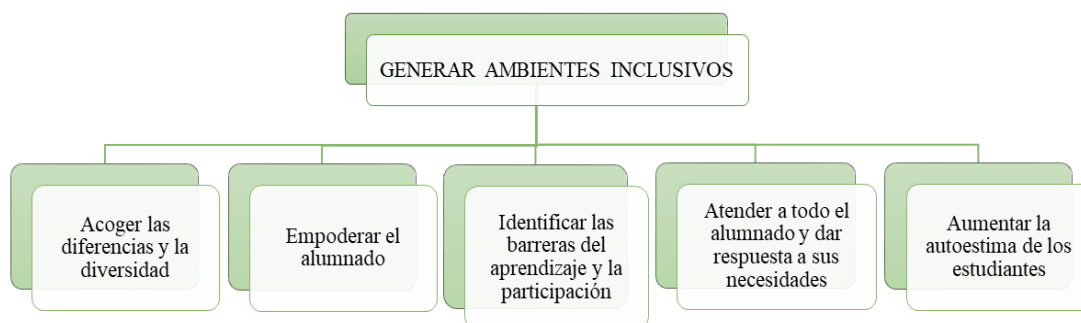 GENERAR AMBIENTES INCLUSIVOS
Acoger las
diferencias y la
diversidad
Empoderar el
alumnado
Identificar las
barreras del
aprendizaje y la
participación
Atender a todo el
alumnado y dar
respuesta a sus
necesidades
Aumentar la
autoestima de los
estudiantes